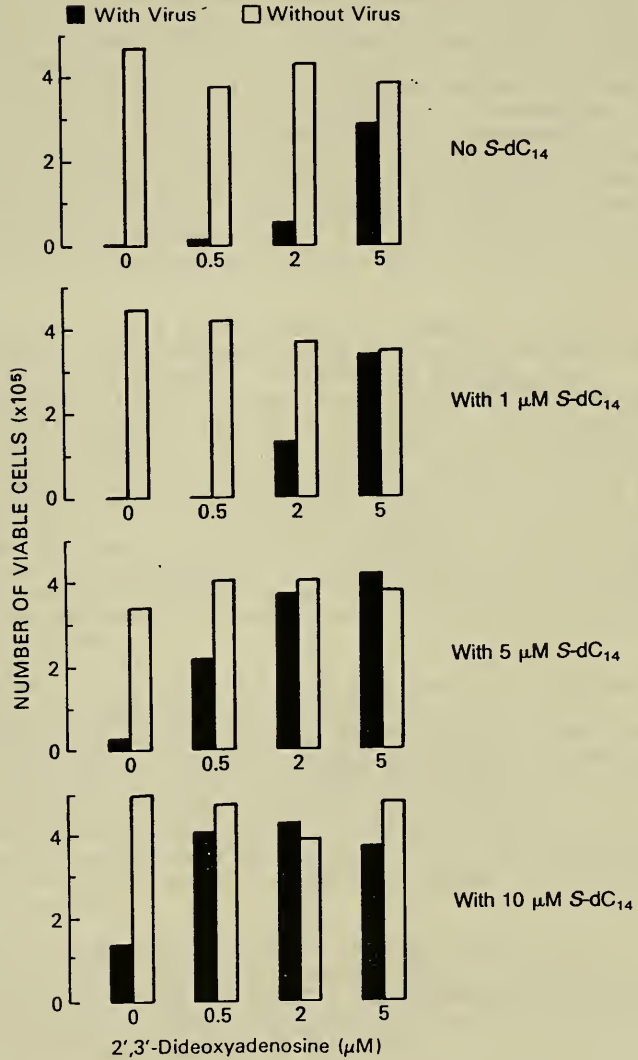 With Virus Without Virus
4
2
0
0 0.5 2 5
No S-dC14
4
2
0
0 0.5 2 5
With 1 μM S-dC14
4
2
0
0 0.5 2 5
With 5 μM S-dC14
4
2
0
0 0.5 2 5
With 10 μM S-dC14
NUMBER OF VIABLE CELLS (x10⁵)
2',3'-Dideoxyadenosine (μM)